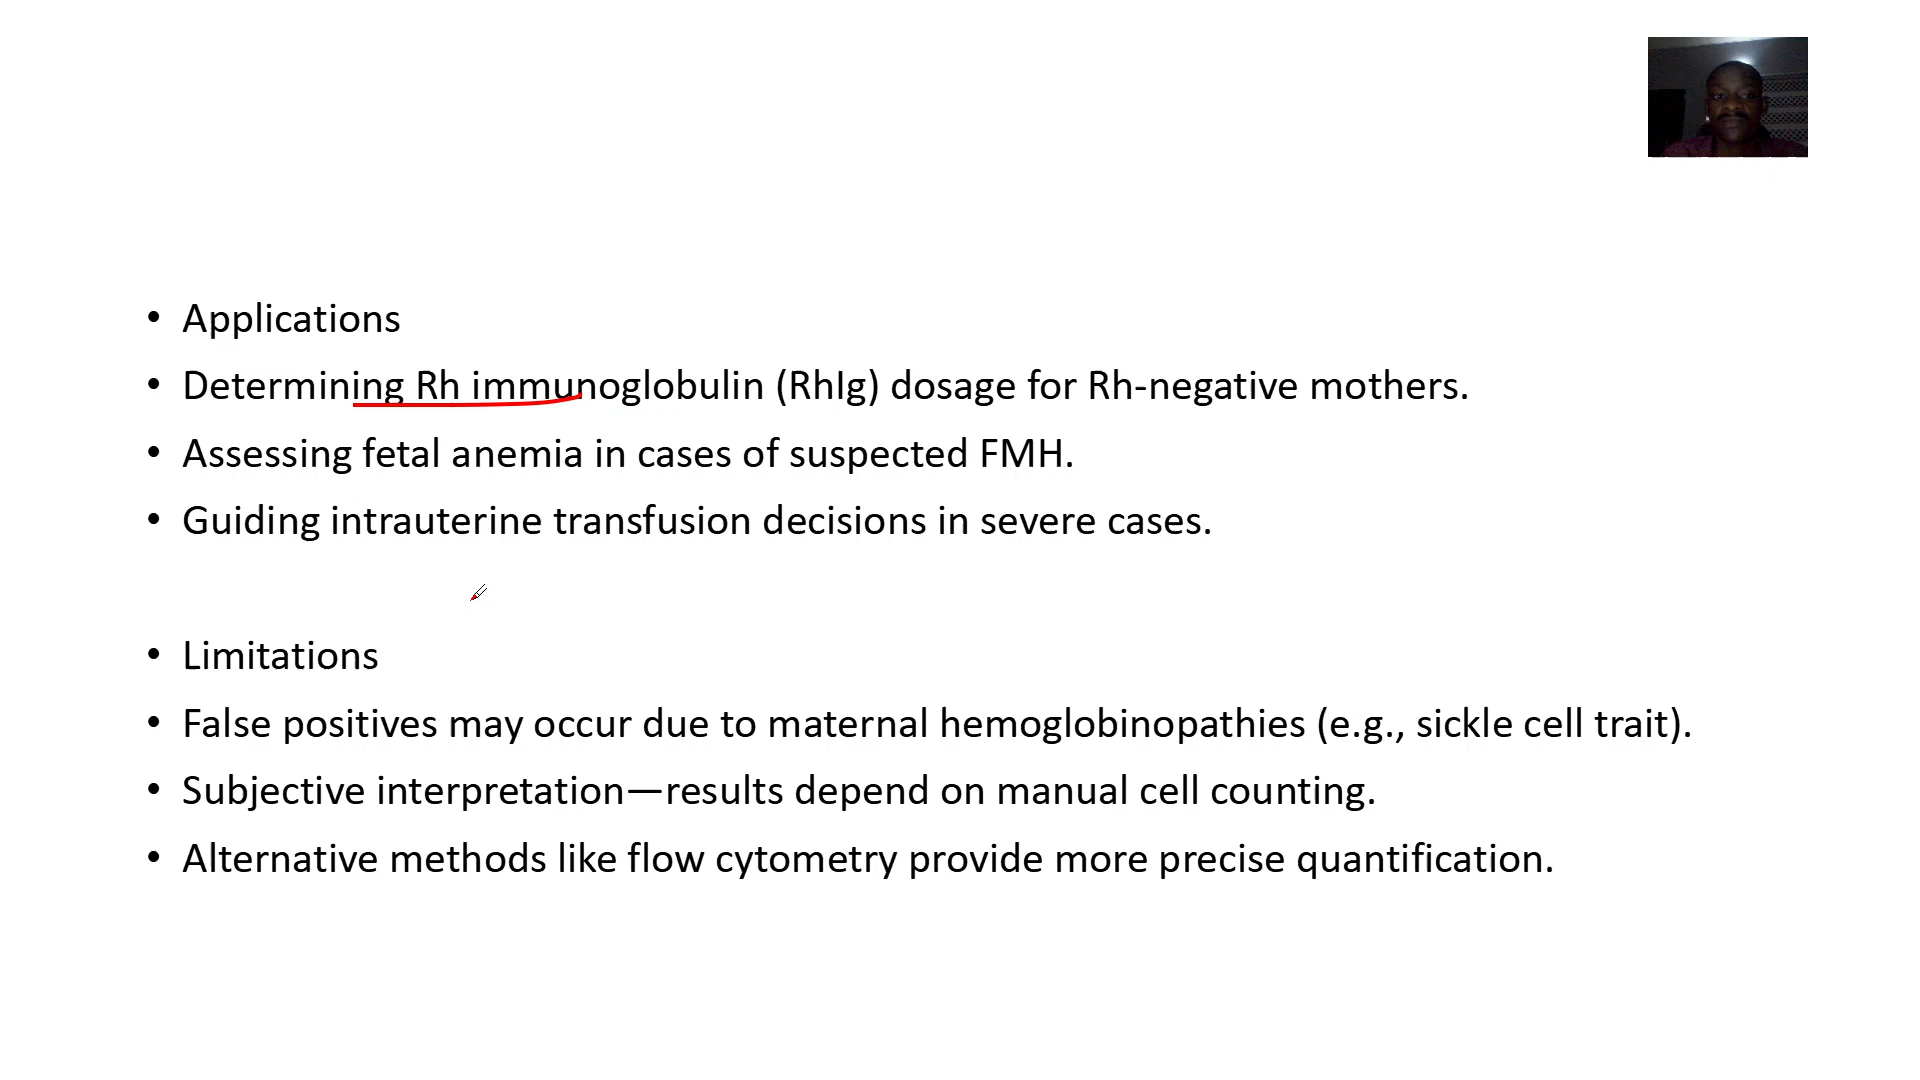 • Applications
• Determining Rh immunoglobulin (RhIg) dosage for Rh-negative mothers.
• Assessing fetal anemia in cases of suspected FMH.
• Guiding intrauterine transfusion decisions in severe cases.
• Limitations
• False positives may occur due to maternal hemoglobinopathies (e.g., sickle cell trait).
• Subjective interpretation—results depend on manual cell counting.
• Alternative methods like flow cytometry provide more precise quantification.